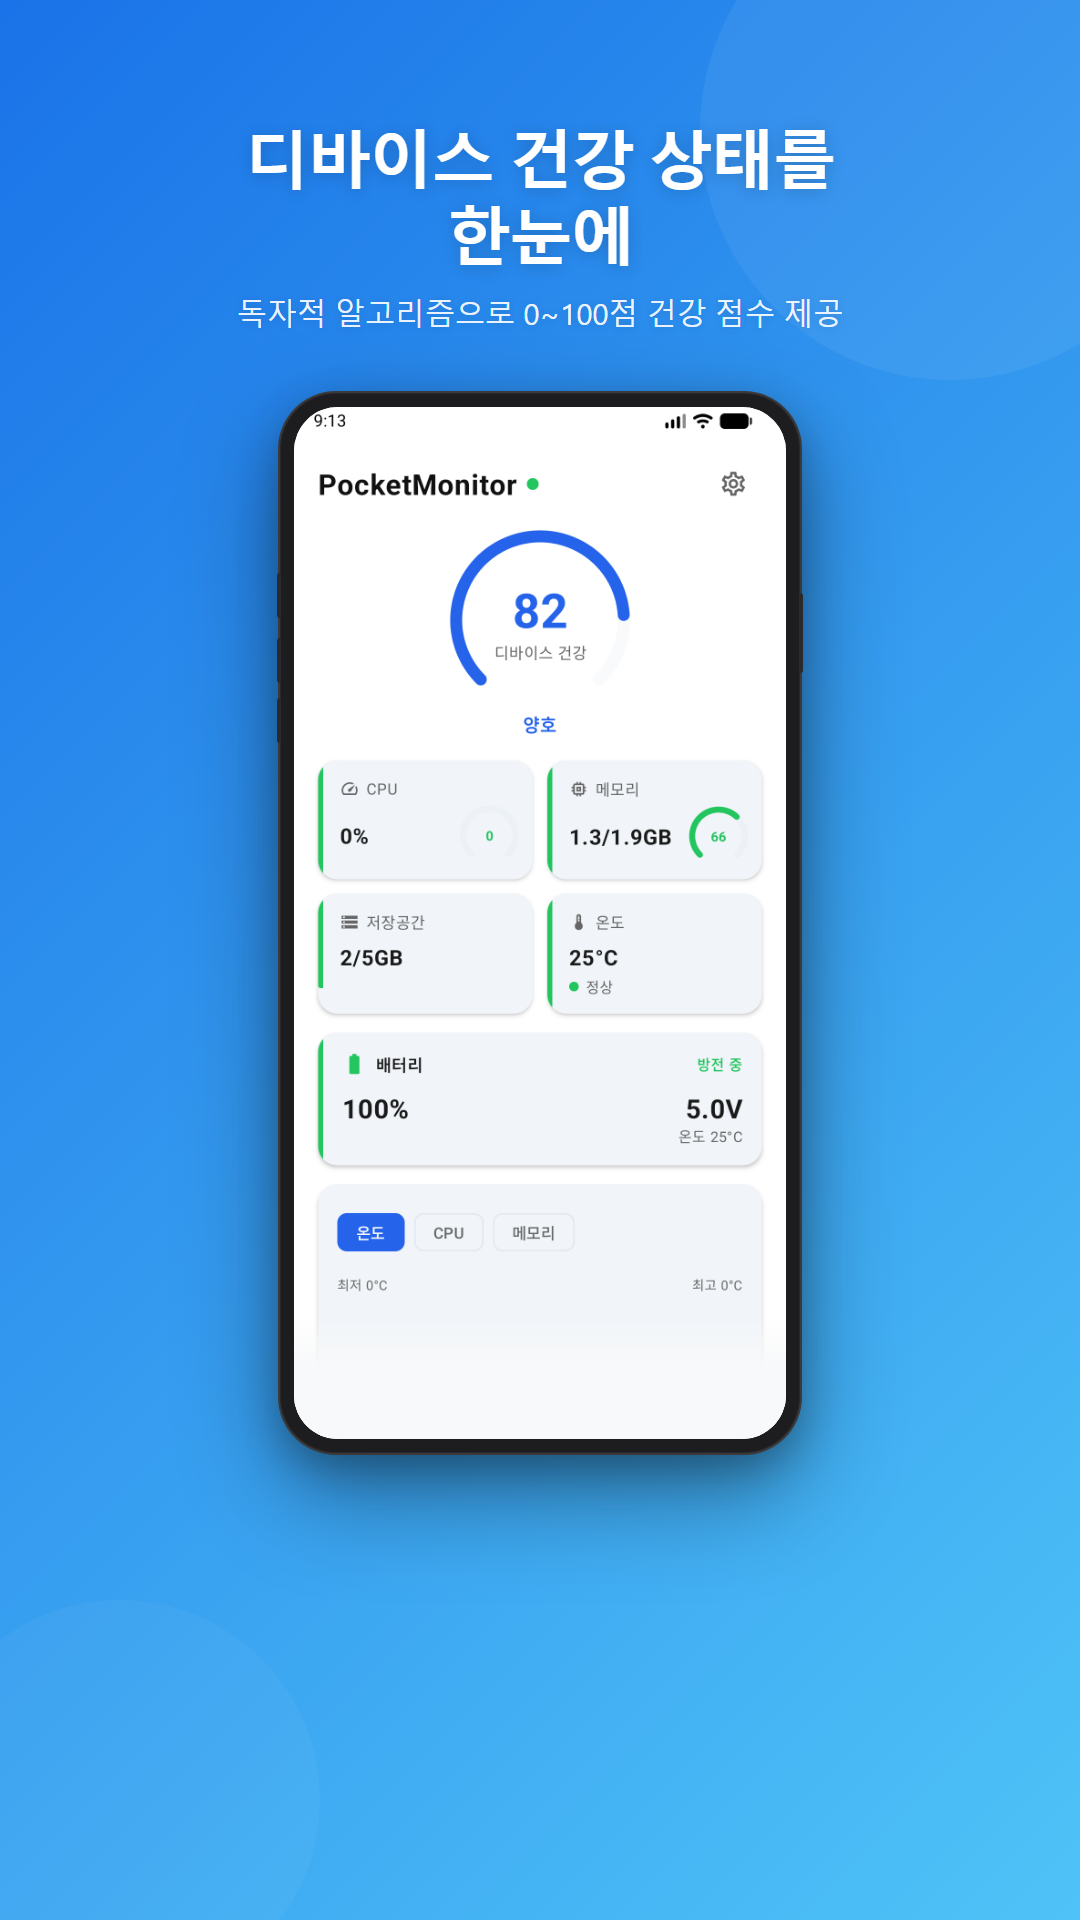 디바이스 건강 상태를
한눈에
독자적 알고리즘으로 0~100점 건강 점수 제공
9:13
PocketMonitor
82
디바이스 건강
양호
CPU
0%
0
메모리
1.3/1.9GB
66
저장공간
2/5GB
온도
25°C
정상
배터리
방전 중
100%
5.0V
온도 25°C
온도 CPU 메모리
최저 0°C
최고 0°C